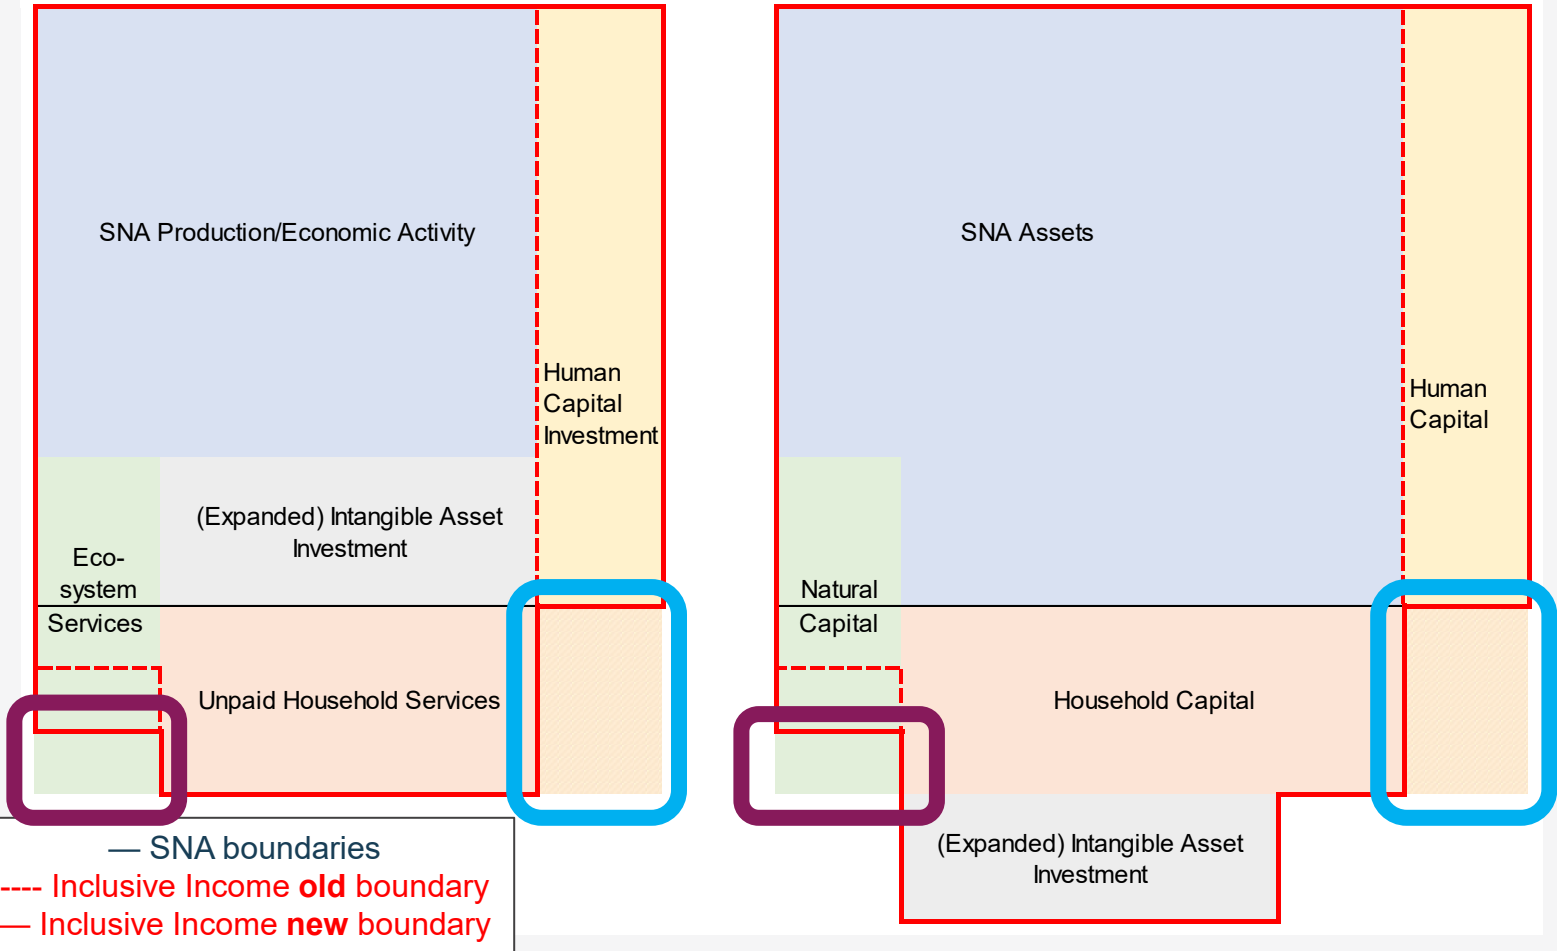 SNA Production/Economic Activity
Human
Capital
Investment
(Expanded) Intangible Asset
Investment
Eco-
system
Services
Unpaid Household Services
SNA Assets
Human
Capital
Natural
Capital
Household Capital
(Expanded) Intangible Asset
Investment
— SNA boundaries
---- Inclusive Income old boundary
— Inclusive Income new boundary